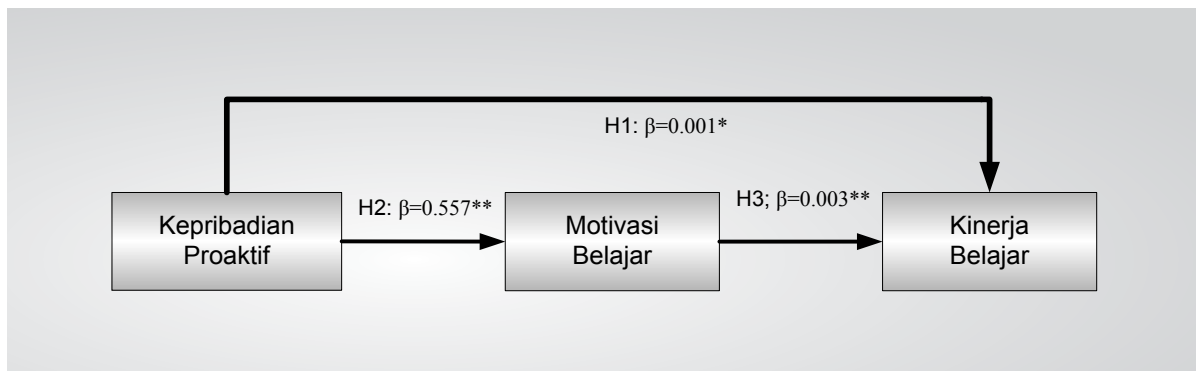 H1: β=0.001*
Kepribadian
Proaktif
H2: β=0.557**
Motivasi
Belajar
H3; β=0.003**
Kinerja
Belajar